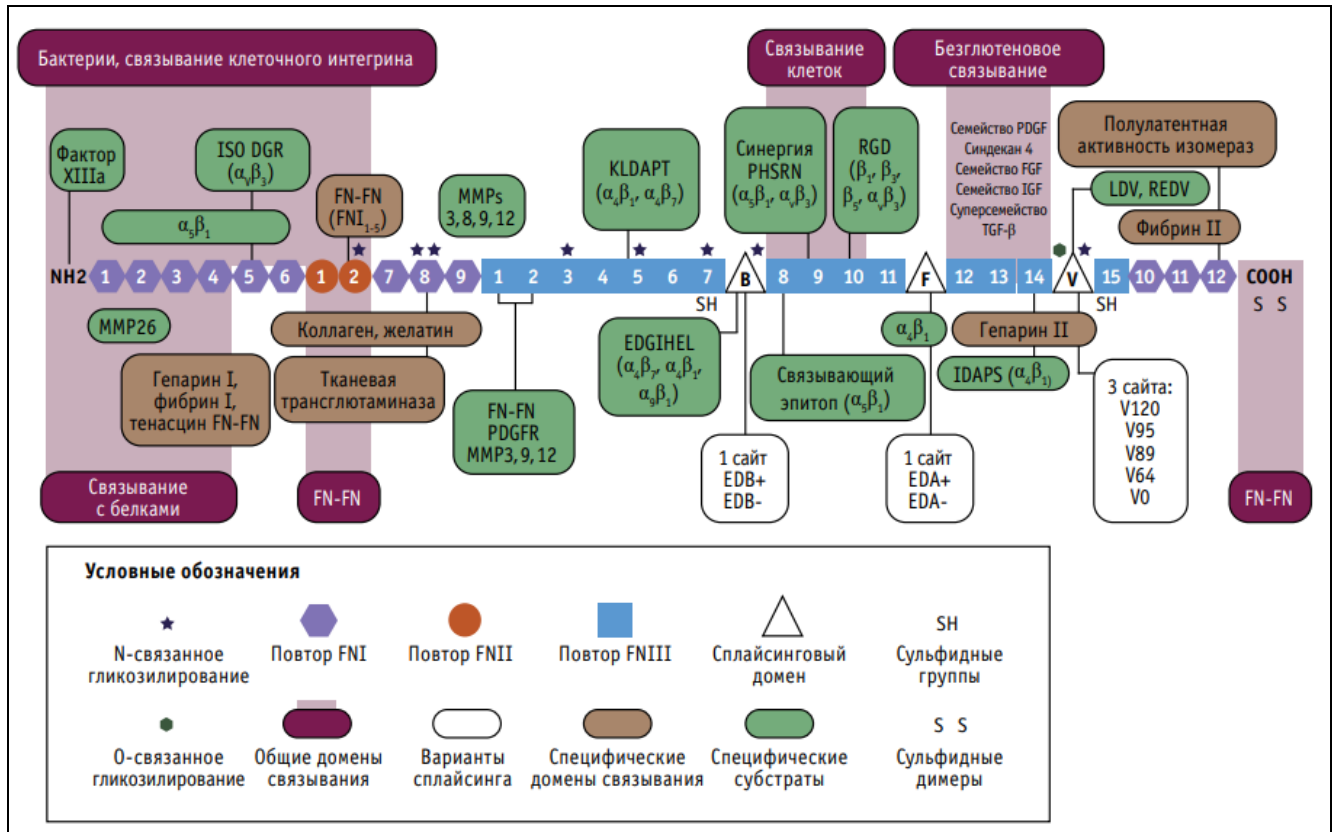 Бактерии, связывание клеточного интегрина
Связывание
клеток
Безглютеновое
связывание
Фактор
XIIIa
ISO DGR
(αvβ3)
α5β1
FN-FN
(FNI1-5)
MMPs
3, 8, 9, 12
KLDAPT
(α4β1, α4β7)
Синергия
PHSRN
(α5β1, αvβ3)
RGD
(β1, β3,
β5, αvβ3)
Семейство PDGF
Синдекан 4
Семейство FGF
Семейство IGF
Суперсемейство
TGF-β
Полулатентная
активность изомераз
LDV, REDV
Фибрин II
NH2 1 2 3 4 5 6 1 2 7 8 9 1 2 3 4 5 6 7 B 8 9 10 11 F 12 13 14 V 15 10 11 12 COOH
SH
SH
S S
MMP26
Гепарин I,
фибрин I,
тенасцин FN-FN
Коллаген, желатин
Тканевая
трансглютаминаза
FN-FN
PDGFR
MMP3, 9, 12
EDGIHEL
(α4β7, α4β1,
α9β1)
Связывающий
эпитоп (α5β1)
α4β1
Гепарин II
IDAPS (α4β1)
1 сайт
EDB+
EDB-
1 сайт
EDA+
EDA-
3 сайта:
V120
V95
V89
V64
V0
Связывание
с белками
FN-FN
FN-FN
Условные обозначения
N-связанное
гликозилирование
Повтор FNI
Повтор FNII
Повтор FNIII
Сплайсинговый
домен
SH
Сульфидные
группы
О-связанное
гликозилирование
Общие домены
связывания
Варианты
сплайсинга
Специфические
домены связывания
Специфические
субстраты
S S
Сульфидные
димеры